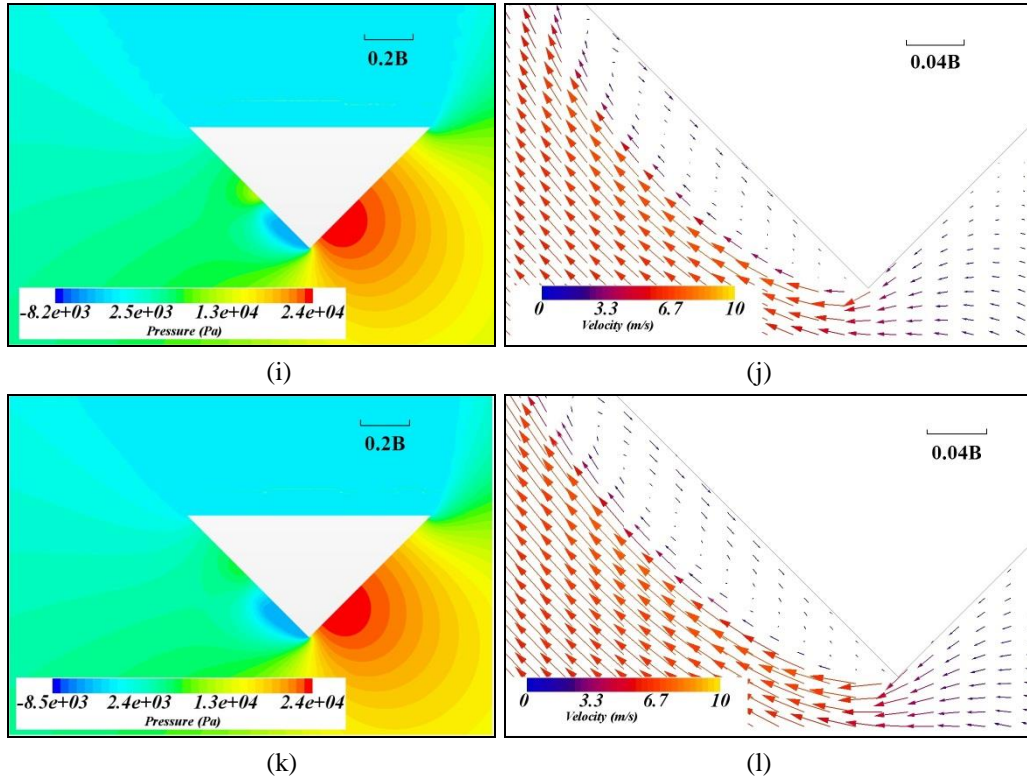 0.2B
-8.2e+03 2.5e+03 1.3e+04 2.4e+04
Pressure (Pa)
(i)
0.04B
0 3.3 6.7 10
Velocity (m/s)
(j)
0.2B
-8.5e+03 2.4e+03 1.3e+04 2.4e+04
Pressure (Pa)
(k)
0.04B
0 3.3 6.7 10
Velocity (m/s)
(l)